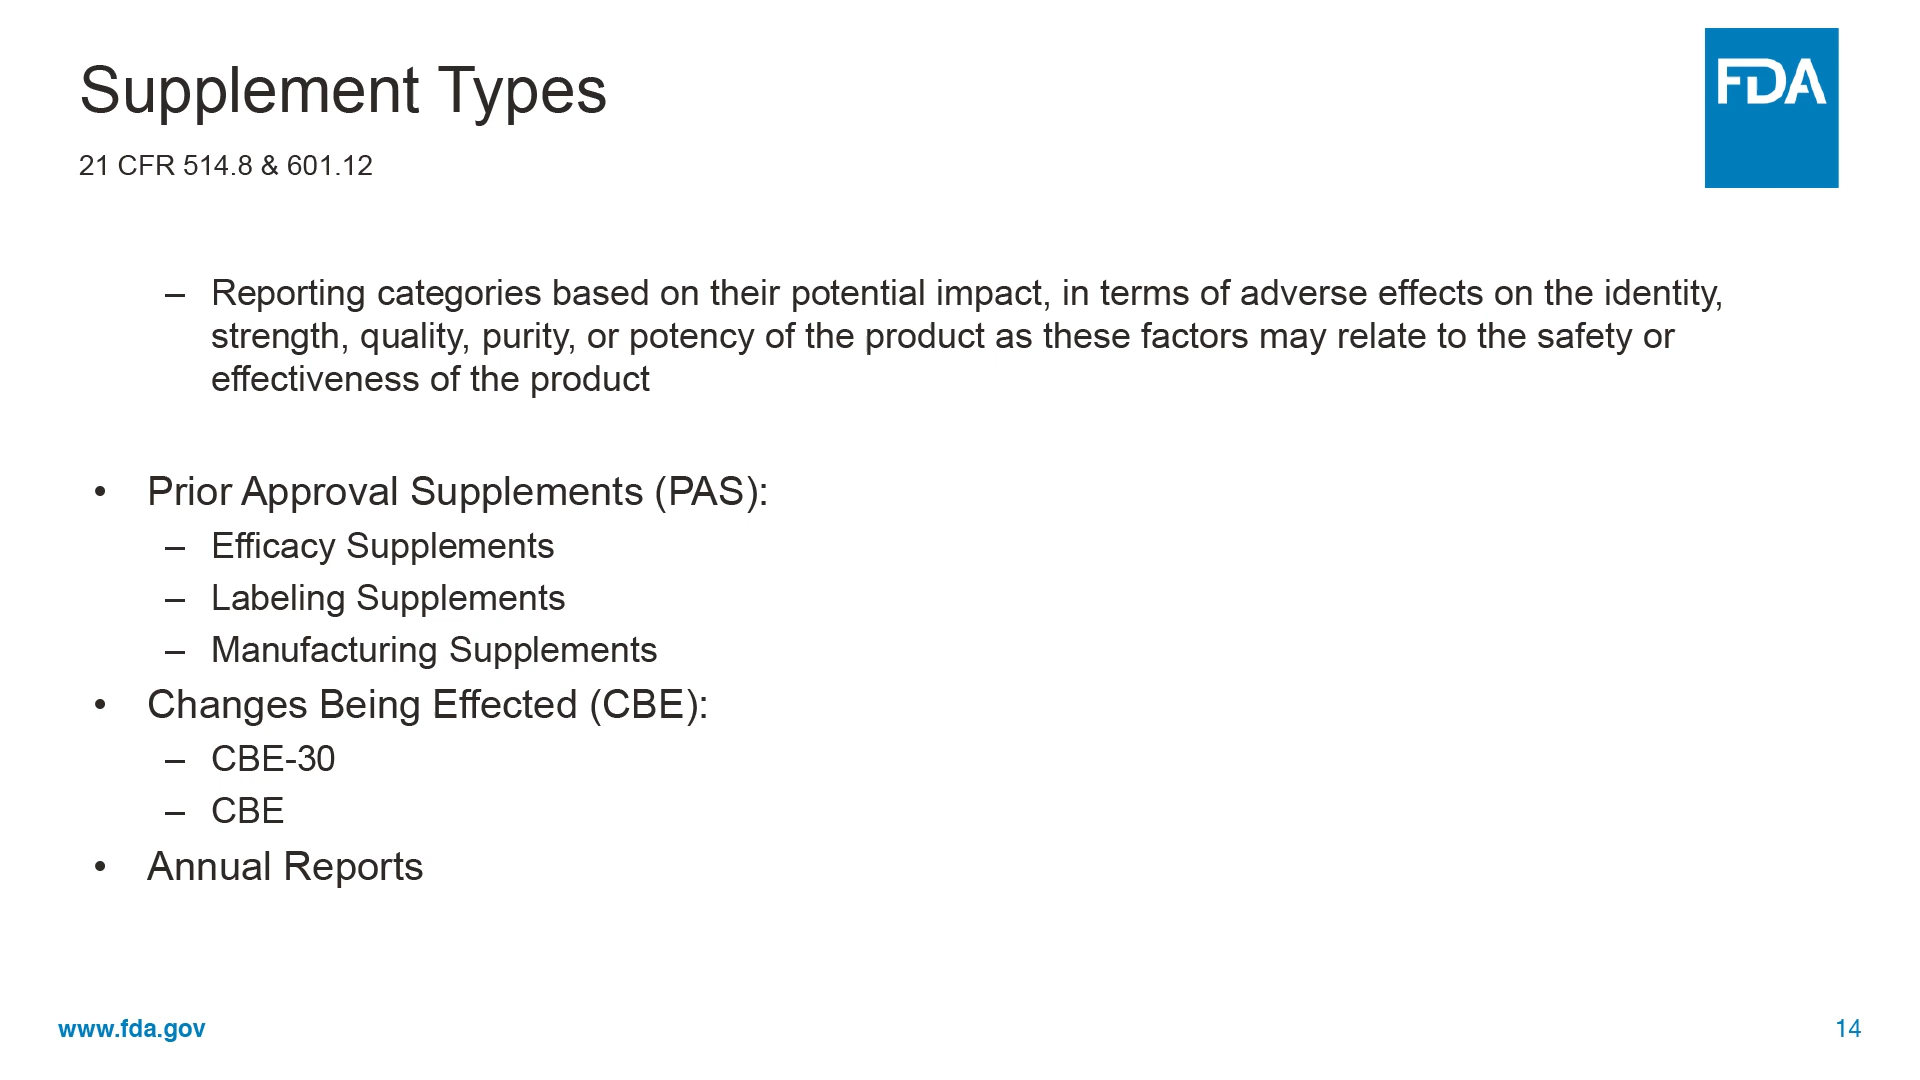 Supplement Types
FDA
21 CFR 514.8 & 601.12
– Reporting categories based on their potential impact, in terms of adverse effects on the identity,
strength, quality, purity, or potency of the product as these factors may relate to the safety or
effectiveness of the product
• Prior Approval Supplements (PAS):
– Efficacy Supplements
– Labeling Supplements
– Manufacturing Supplements
• Changes Being Effected (CBE):
– CBE-30
– CBE
• Annual Reports
www.fda.gov
14